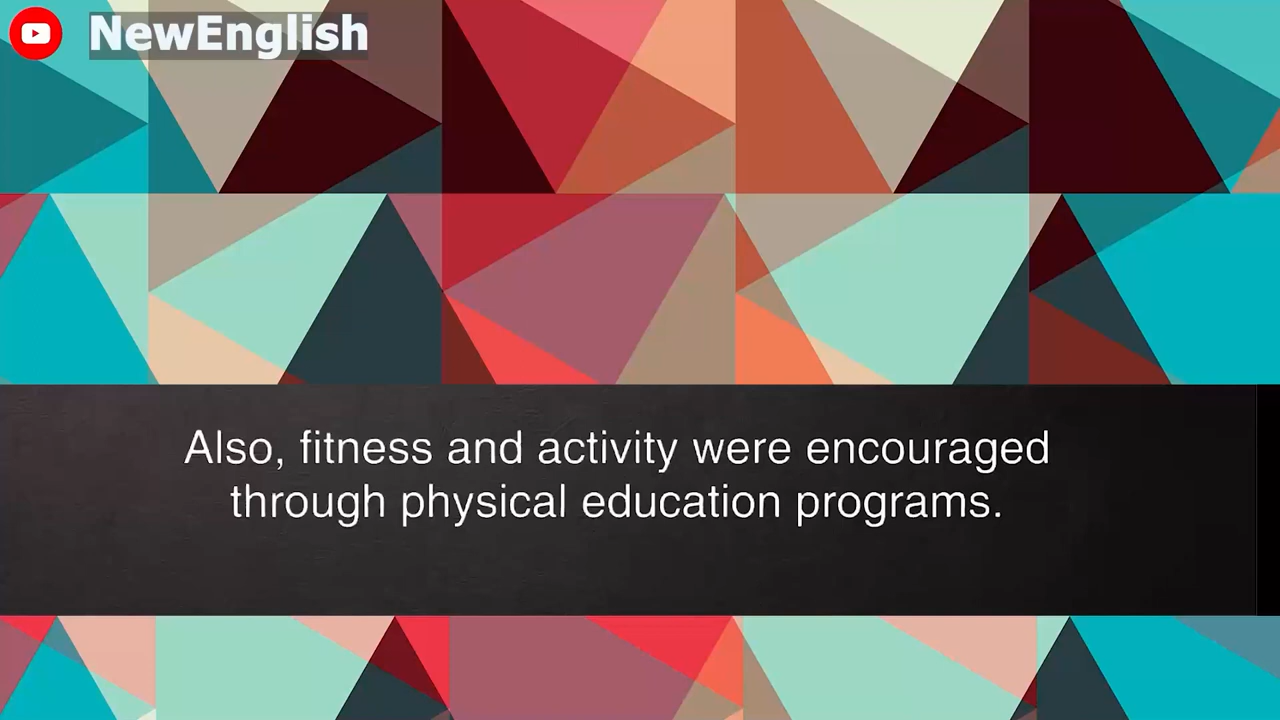 NewEnglish
Also, fitness and activity were encouraged
through physical education programs.